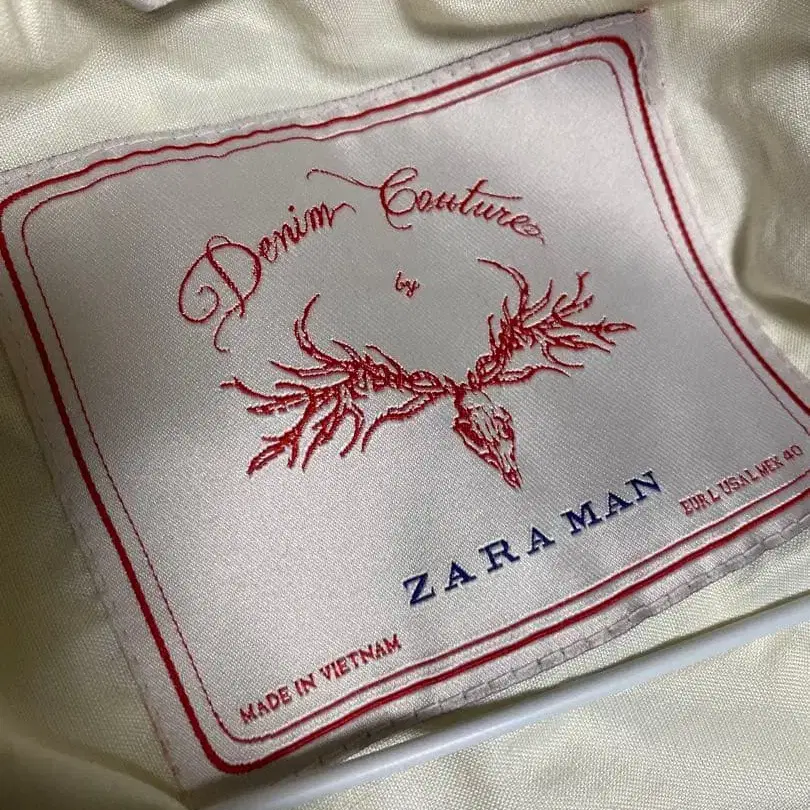 Denim Couture
by
ZARA MAN
EUR L USA L MEX 40
MADE IN VIETNAM